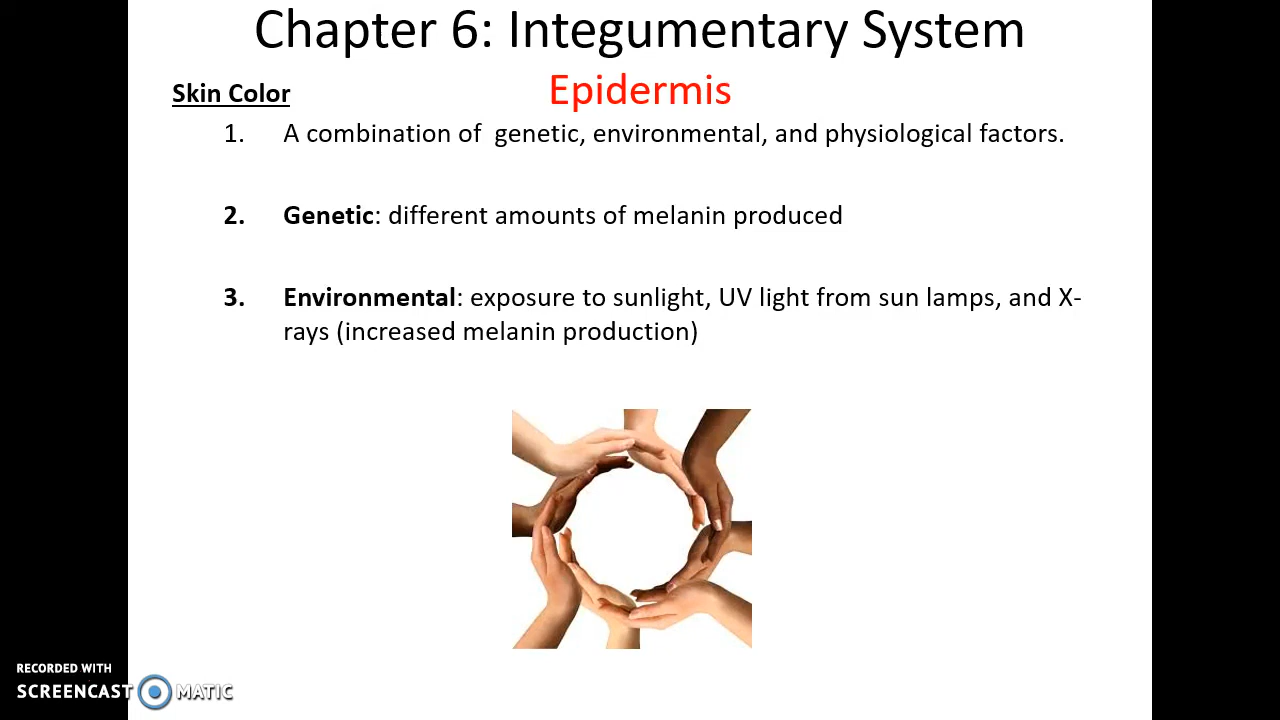 Chapter 6: Integumentary System
Epidermis
Skin Color
1. A combination of  genetic, environmental, and physiological factors.
2. Genetic: different amounts of melanin produced
3. Environmental: exposure to sunlight, UV light from sun lamps, and X-
rays (increased melanin production)
RECORDED WITH
SCREENCAST MATIC